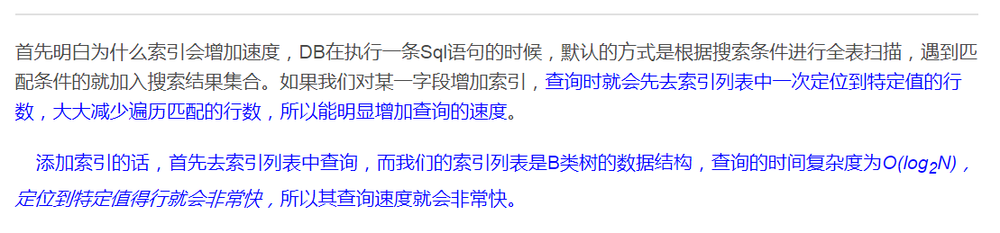 首先明白为什么索引会增加速度，DB在执行一条Sql语句的时候，默认的方式是根据搜索条件进行全表扫描，遇到匹
配条件的就加入搜索结果集合。如果我们对某一字段增加索引，查询时就会先去索引列表中一次定位到特定值的行
数，大大减少遍历匹配的行数，所以能明显增加查询的速度。
添加索引的话，首先去索引列表中查询，而我们的索引列表是B类树的数据结构，查询的时间复杂度为O(log₂N)，
定位到特定值得行就会非常快，所以其查询速度就会非常快。